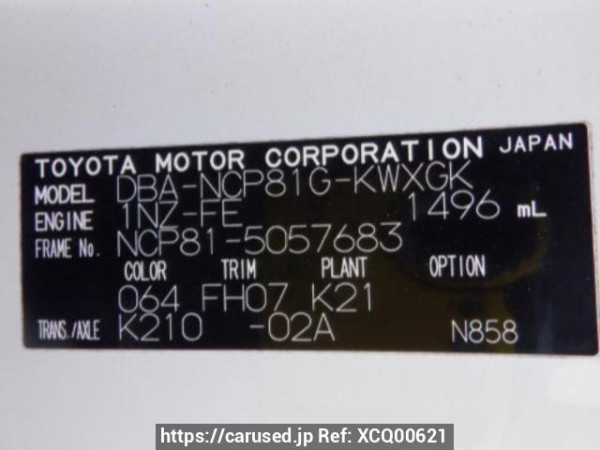 TOYOTA MOTOR CORPORATION JAPAN
MODEL DBA-NCP81G-KWXGK
ENGINE 1NZ-FE 1496 mL
FRAME No. NCP81-5057683
COLOR TRIM PLANT OPTION
064 FH07 K21
TRANS./AXLE K210 -02A N858
https://carused.jp Ref: XCQ00621